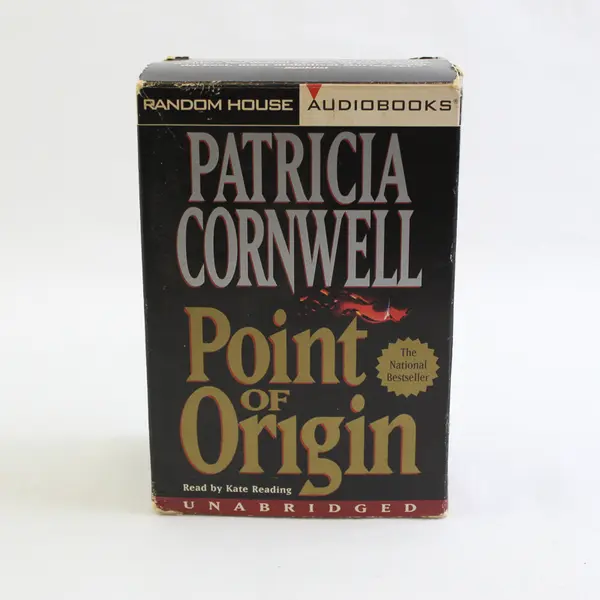 RANDOM HOUSE AUDIOBOOKS
PATRICIA
CORNWELL
Point
OF
Origin
The
National
Bestseller
Read by Kate Reading
UNABRIDGED